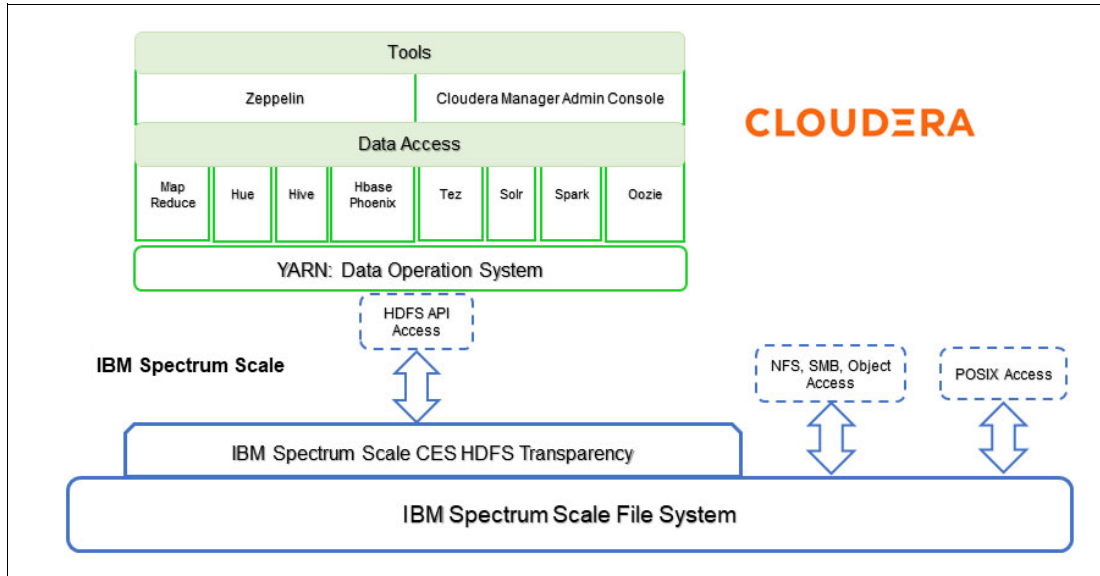 Tools
Zeppelin
Cloudera Manager Admin Console
CLOUDERA
Data Access
Map
Reduce
Hue
Hive
Hbase
Phoenix
Tez
Solr
Spark
Oozie
YARN: Data Operation System
HDFS API
Access
IBM Spectrum Scale
NFS, SMB, Object
Access
POSIX Access
IBM Spectrum Scale CES HDFS Transparency
IBM Spectrum Scale File System